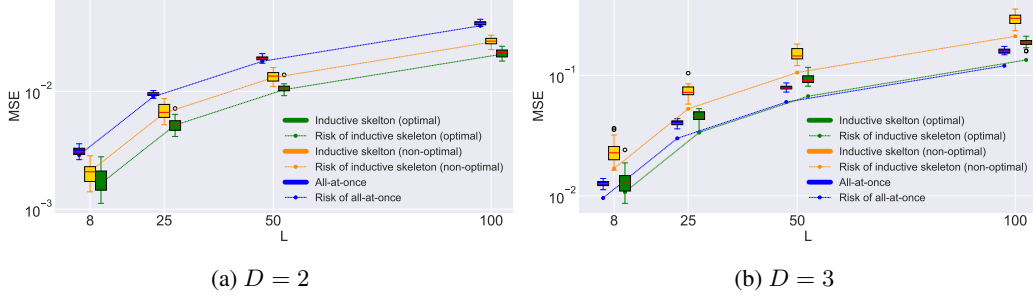 MSE
10⁻²
10⁻³
8
25
50
100
L
Inductive skelton (optimal)
Risk of inductive skeleton (optimal)
Inductive skelton (non-optimal)
Risk of inductive skeleton (non-optimal)
All-at-once
Risk of all-at-once
(a) D = 2
MSE
10⁻¹
10⁻²
8
25
50
100
L
Inductive skelton (optimal)
Risk of inductive skeleton (optimal)
Inductive skelton (non-optimal)
Risk of inductive skeleton (non-optimal)
All-at-once
Risk of all-at-once
(b) D = 3